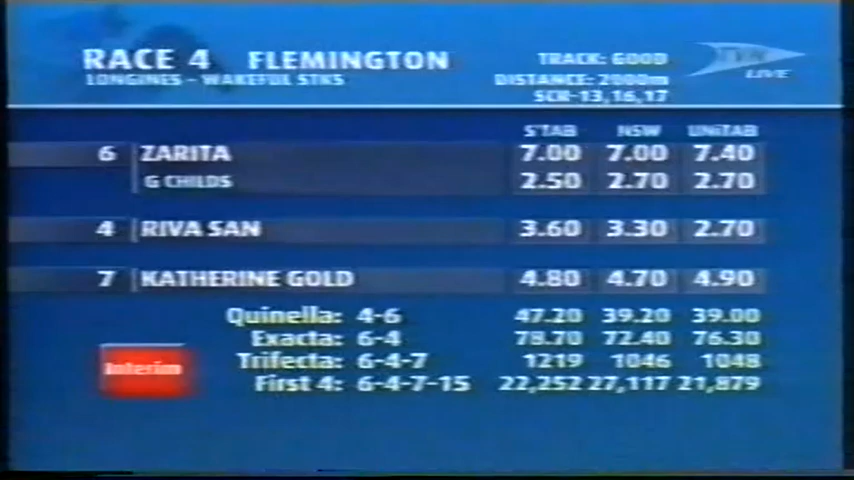 RACE 4 FLEMINGTON TRACK: GOOD
LONGINES - WAKEFUL STKS DISTANCE: 2000m
LIVE
SCR-13,16,17
S'TAB NSW UNiTAB
6 ZARITA 7.00 7.00 7.40
G CHILDS 2.50 2.70 2.70
4 RIVA SAN 3.60 3.30 2.70
7 KATHERINE GOLD 4.80 4.70 4.90
Quinella: 4-6 47.20 39.20 39.00
Exacta: 6-4 78.70 72.40 76.30
Trifecta: 6-4-7 1219 1046 1048
Interim
First 4: 6-4-7-15 22,252 27,117 21,879